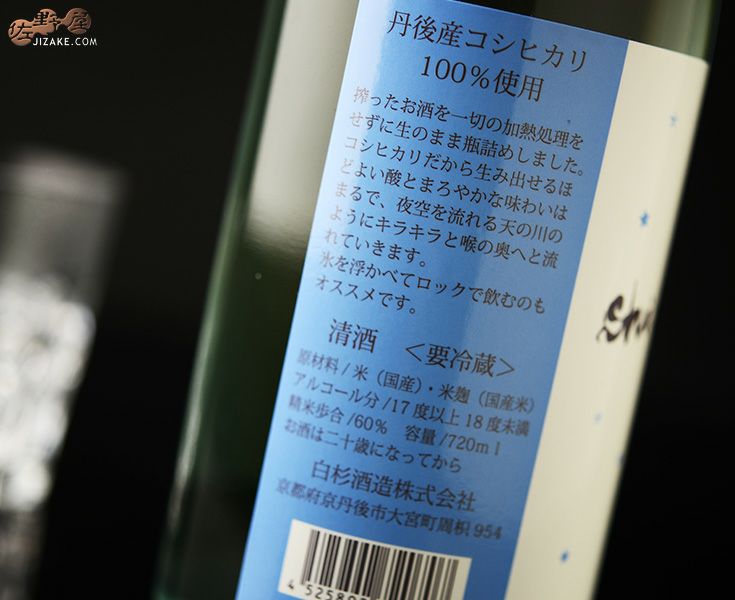 佐野屋
JIZAKE.COM
丹後産コシヒカリ
100%使用
搾ったお酒を一切の加熱処理を
せずに生のまま瓶詰めしました。
コシヒカリだから生み出せるほ
どよい酸とまろやかな味わいは
まるで、夜空を流れる天の川の
ようにキラキラと喉の奥へと流
れていきます。
氷を浮かべてロックで飲むのも
オススメです。
清酒 <要冷蔵>
原材料/米(国産)・米麹(国産米)
アルコール分/17度以上18度未満
精米歩合/60% 容量/720ml
お酒は二十歳になってから
白杉酒造株式会社
京都府京丹後市大宮町周枳954
4 52580